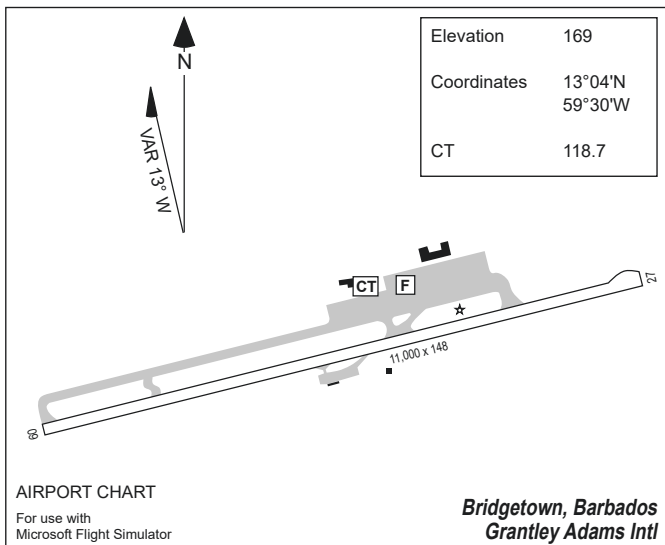 N
VAR 13° W
Elevation 169
Coordinates 13°04'N
59°30'W
CT 118.7
CT
F
27
11,000 x 148
09
AIRPORT CHART
For use with
Microsoft Flight Simulator
Bridgetown, Barbados
Grantley Adams Intl